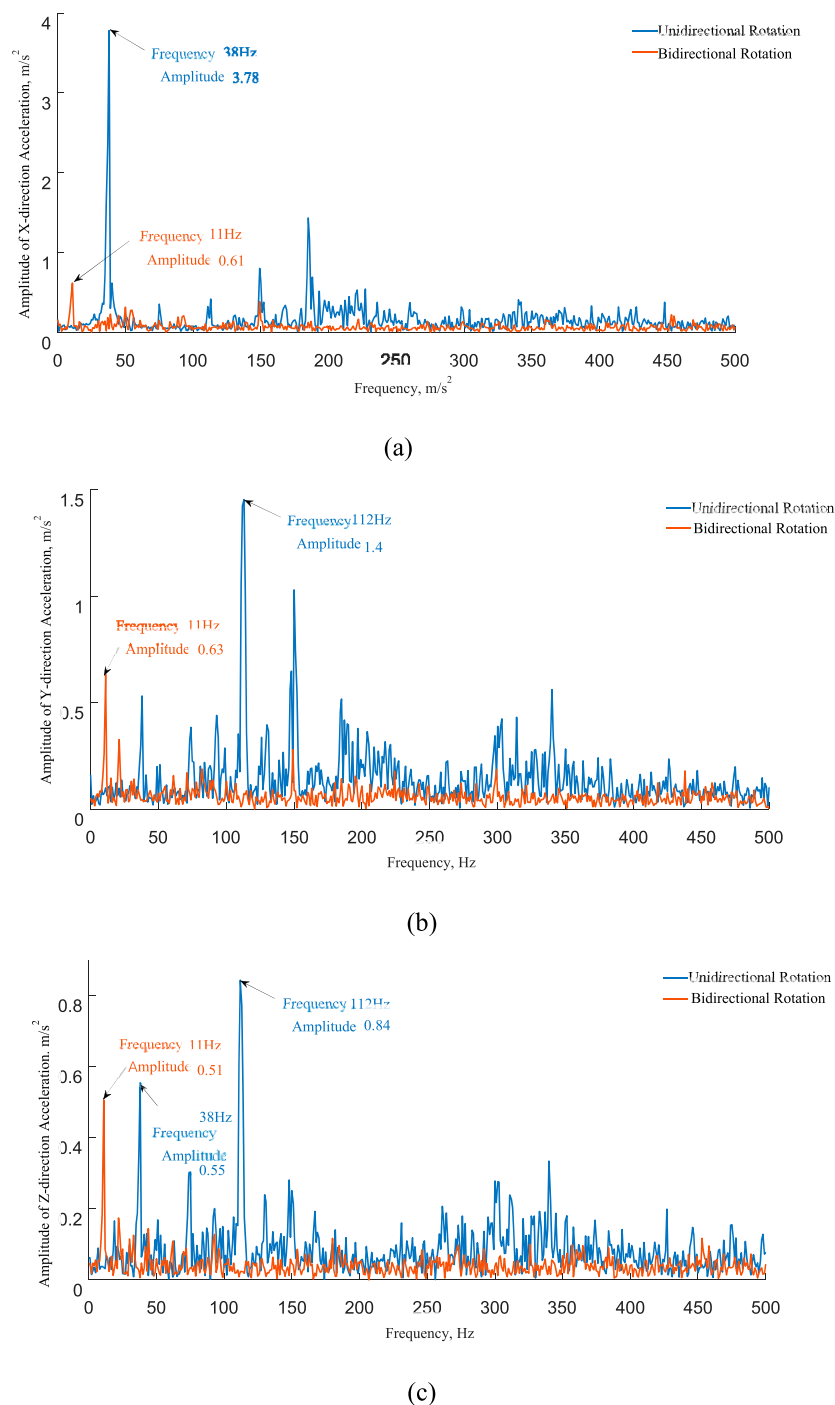 4
3
2
1
0
Amplitude of X-direction Acceleration, m/s²
Unidirectional Rotation
Bidirectional Rotation
Frequency 38Hz
Amplitude 3.78
Frequency 11Hz
Amplitude 0.61
0 50 100 150 200 250 300 350 400 450 500
Frequency, m/s²
(a)
1.5
1
0.5
0
Amplitude of Y-direction Acceleration, m/s²
Unidirectional Rotation
Bidirectional Rotation
Frequency 112Hz
Amplitude 1.4
Frequency 11Hz
Amplitude 0.63
0 50 100 150 200 250 300 350 400 450 500
Frequency, Hz
(b)
0.8
0.6
0.4
0.2
0
Amplitude of Z-direction Acceleration. m/s²
Unidirectional Rotation
Bidirectional Rotation
Frequency 112Hz
Amplitude 0.84
Frequency 11Hz
Amplitude 0.51
38Hz
Frequency
Amplitude
0.55
0 50 100 150 200 250 300 350 400 450 500
Frequency, Hz
(c)